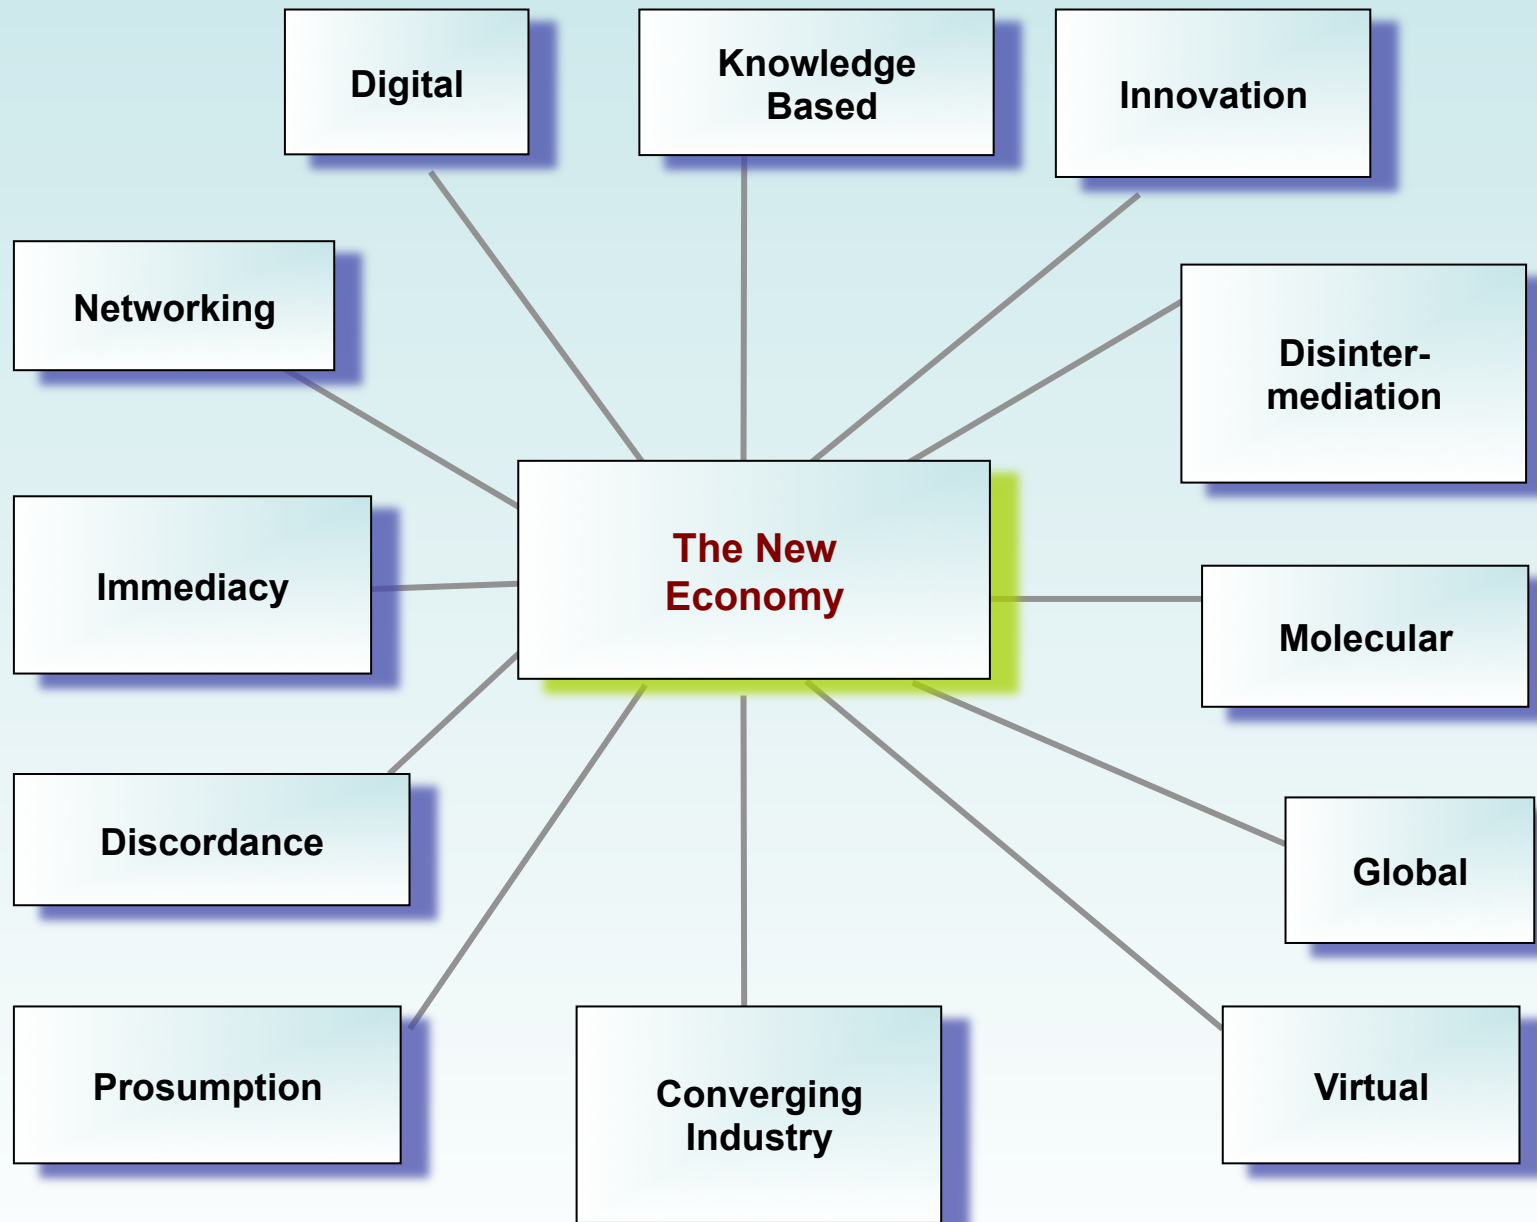 Digital
Knowledge
Based
Innovation
Networking
Disinter-
mediation
The New
Economy
Immediacy
Molecular
Discordance
Global
Prosumption
Converging
Industry
Virtual